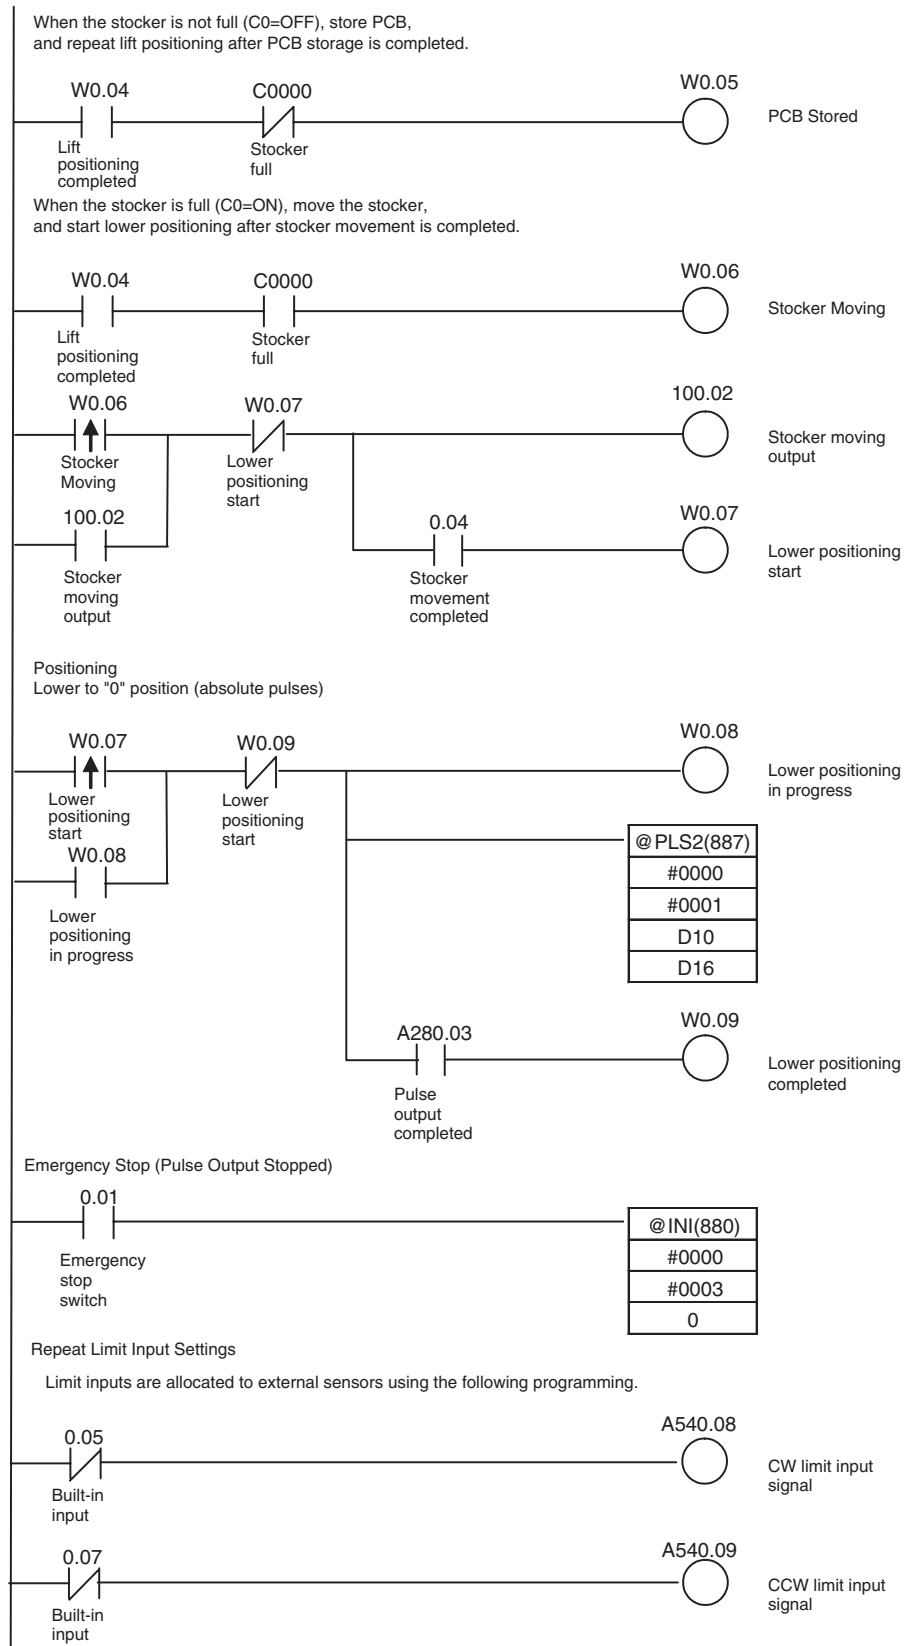 When the stocker is not full (C0=OFF), store PCB,
and repeat lift positioning after PCB storage is completed.
W0.04
C0000
W0.05
Lift
positioning
completed
Stocker
full
PCB Stored
When the stocker is full (C0=ON), move the stocker,
and start lower positioning after stocker movement is completed.
W0.04
C0000
W0.06
Lift
positioning
completed
Stocker
full
Stocker Moving
W0.06
W0.07
100.02
Stocker
Moving
Lower
positioning
start
Stocker moving
output
100.02
0.04
W0.07
Stocker
moving
output
Stocker
movement
completed
Lower positioning
start
Positioning
Lower to "0" position (absolute pulses)
W0.07
W0.09
W0.08
Lower
positioning
start
Lower
positioning
start
Lower positioning
in progress
W0.08
Lower
positioning
in progress
@PLS2(887)
#0000
#0001
D10
D16
A280.03
W0.09
Pulse
output
completed
Lower positioning
completed
Emergency Stop (Pulse Output Stopped)
0.01
Emergency
stop
switch
@INI(880)
#0000
#0003
0
Repeat Limit Input Settings
Limit inputs are allocated to external sensors using the following programming.
0.05
A540.08
Built-in
input
CW limit input
signal
0.07
A540.09
Built-in
input
CCW limit input
signal